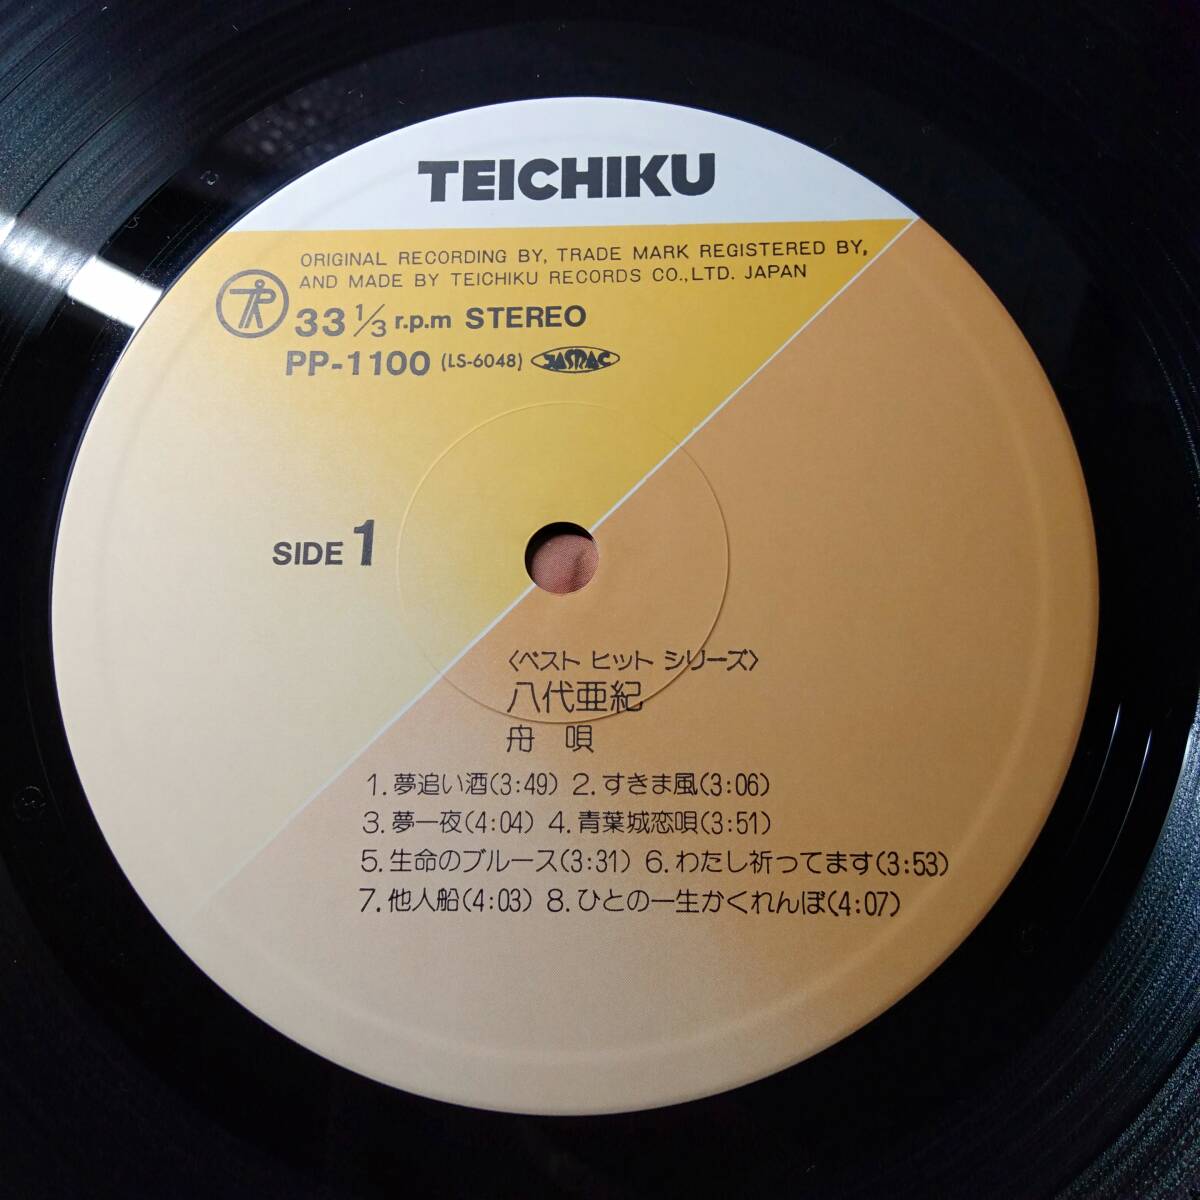 TEICHIKU
ORIGINAL RECORDING BY, TRADE MARK REGISTERED BY,
AND MADE BY TEICHIKU RECORDS CO.,LTD. JAPAN
33 1/3 r.p.m STEREO
PP-1100 (LS-6048) JASRAC
SIDE 1
〈ベスト ヒット シリーズ〉
八代亜紀
舟 唄
1. 夢追い酒(3:49) 2. すきま風(3:06)
3. 夢一夜(4:04) 4. 青葉城恋唄(3:51)
5. 生命のブルース(3:31) 6. わたし祈ってます(3:53)
7. 他人船(4:03) 8. ひとの一生かくれんぼ(4:07)